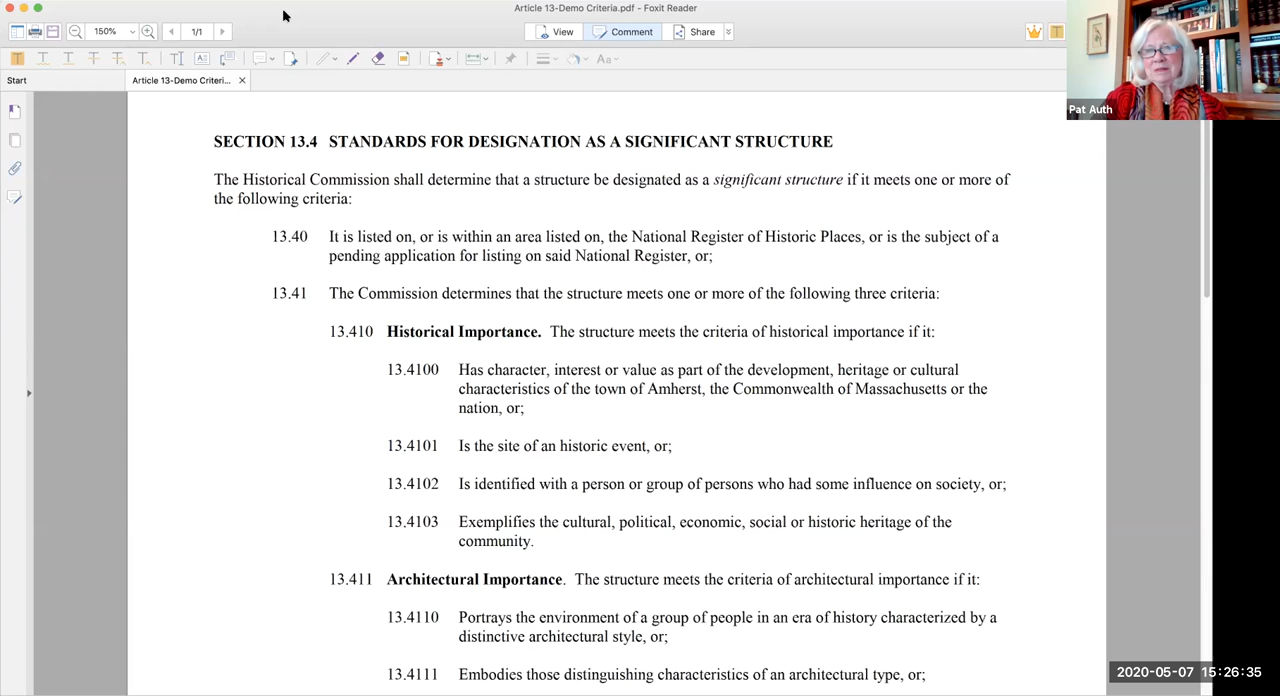 Article 13-Demo Criteria.pdf - Foxit Reader
150%
1/1
View
Comment
Share
Aa
Start
Article 13-Demo Criteri...
Pat Auth
SECTION 13.4 STANDARDS FOR DESIGNATION AS A SIGNIFICANT STRUCTURE
The Historical Commission shall determine that a structure be designated as a significant structure if it meets one or more of
the following criteria:
13.40 It is listed on, or is within an area listed on, the National Register of Historic Places, or is the subject of a
pending application for listing on said National Register, or;
13.41 The Commission determines that the structure meets one or more of the following three criteria:
13.410 Historical Importance. The structure meets the criteria of historical importance if it:
13.4100 Has character, interest or value as part of the development, heritage or cultural
characteristics of the town of Amherst, the Commonwealth of Massachusetts or the
nation, or;
13.4101 Is the site of an historic event, or;
13.4102 Is identified with a person or group of persons who had some influence on society, or;
13.4103 Exemplifies the cultural, political, economic, social or historic heritage of the
community.
13.411 Architectural Importance. The structure meets the criteria of architectural importance if it:
13.4110 Portrays the environment of a group of people in an era of history characterized by a
distinctive architectural style, or;
13.4111 Embodies those distinguishing characteristics of an architectural type, or;
2020-05-07 15:26:35